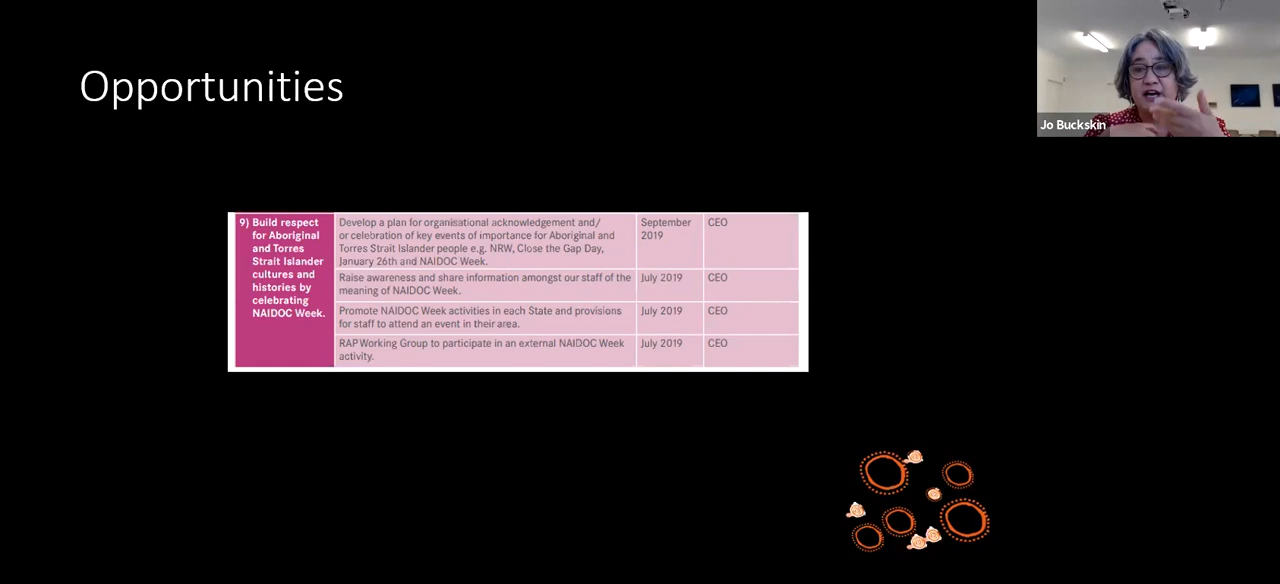 Opportunities
Jo Buckskin
9) Build respect
for Aboriginal
and Torres
Strait Islander
cultures and
histories by
celebrating
NAIDOC Week.
Develop a plan for organisational acknowledgement and/
or celebration of key events of importance for Aboriginal and
Torres Strait Islander people e.g. NRW, Close the Gap Day,
January 26th and NAIDOC Week.
September
2019
CEO
Raise awareness and share information amongst our staff of the
meaning of NAIDOC Week.
July 2019
CEO
Promote NAIDOC Week activities in each State and provisions
for staff to attend an event in their area.
July 2019
CEO
RAP Working Group to participate in an external NAIDOC Week
activity.
July 2019
CEO